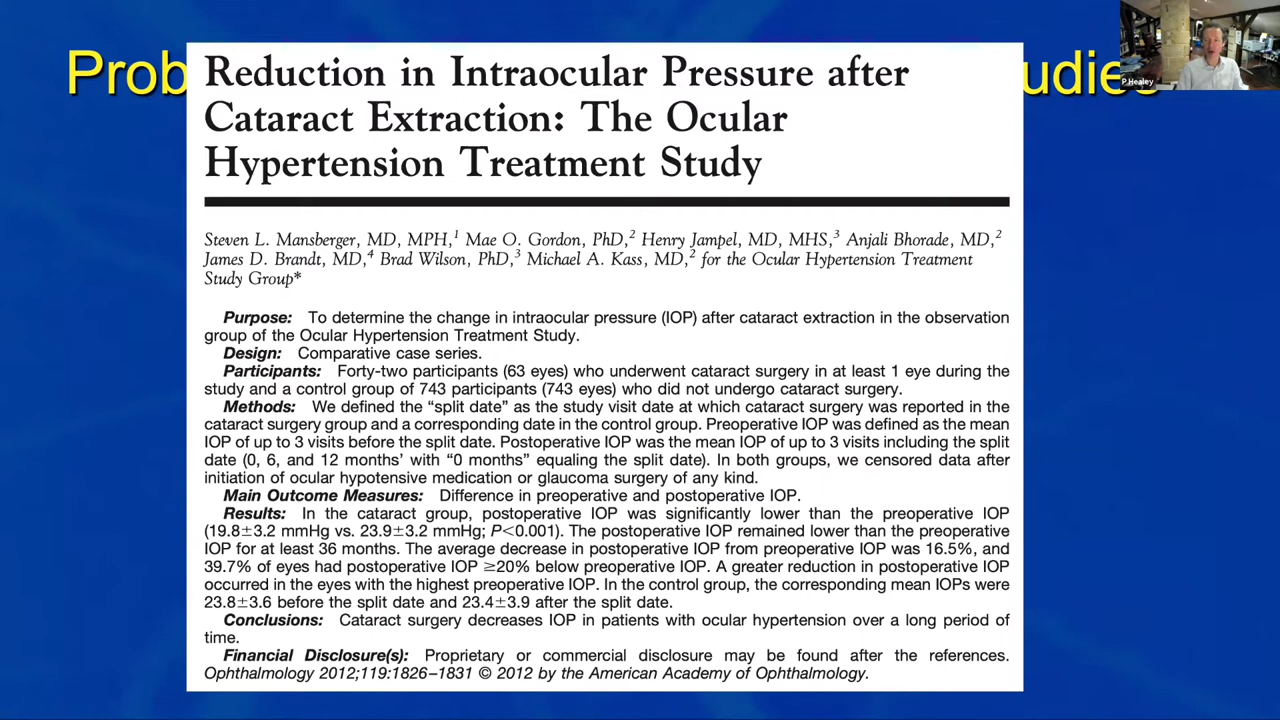 Prob
udies
P Healey
Reduction in Intraocular Pressure after
Cataract Extraction: The Ocular
Hypertension Treatment Study
Steven L. Mansberger, MD, MPH,¹ Mae O. Gordon, PhD,² Henry Jampel, MD, MHS,³ Anjali Bhorade, MD,²
James D. Brandt, MD,⁴ Brad Wilson, PhD,³ Michael A. Kass, MD,² for the Ocular Hypertension Treatment
Study Group*
Purpose: To determine the change in intraocular pressure (IOP) after cataract extraction in the observation
group of the Ocular Hypertension Treatment Study.
Design: Comparative case series.
Participants: Forty-two participants (63 eyes) who underwent cataract surgery in at least 1 eye during the
study and a control group of 743 participants (743 eyes) who did not undergo cataract surgery.
Methods: We defined the “split date” as the study visit date at which cataract surgery was reported in the
cataract surgery group and a corresponding date in the control group. Preoperative IOP was defined as the mean
IOP of up to 3 visits before the split date. Postoperative IOP was the mean IOP of up to 3 visits including the split
date (0, 6, and 12 months’ with “0 months” equaling the split date). In both groups, we censored data after
initiation of ocular hypotensive medication or glaucoma surgery of any kind.
Main Outcome Measures: Difference in preoperative and postoperative IOP.
Results: In the cataract group, postoperative IOP was significantly lower than the preoperative IOP
(19.8±3.2 mmHg vs. 23.9±3.2 mmHg; P<0.001). The postoperative IOP remained lower than the preoperative
IOP for at least 36 months. The average decrease in postoperative IOP from preoperative IOP was 16.5%, and
39.7% of eyes had postoperative IOP ≥20% below preoperative IOP. A greater reduction in postoperative IOP
occurred in the eyes with the highest preoperative IOP. In the control group, the corresponding mean IOPs were
23.8±3.6 before the split date and 23.4±3.9 after the split date.
Conclusions: Cataract surgery decreases IOP in patients with ocular hypertension over a long period of
time.
Financial Disclosure(s): Proprietary or commercial disclosure may be found after the references.
Ophthalmology 2012;119:1826–1831 © 2012 by the American Academy of Ophthalmology.